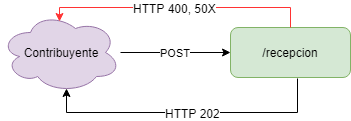 HTTP 400, 50X
Contribuyente
POST
/recepcion
HTTP 202